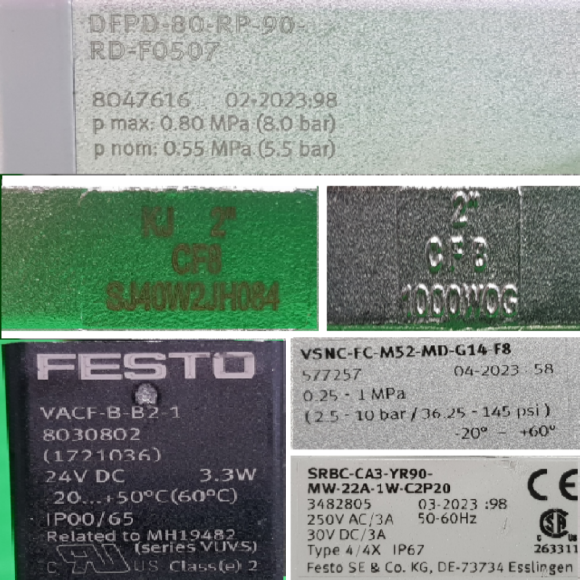 DFPD-80-RP-90-
RD-F0507
8047616 02-2023:98
p max: 0.80 MPa (8.0 bar)
p nom: 0.55 MPa (5.5 bar)
KJ 2"
CF8
SJ40W2JH084
2"
CF8
1000WOG
FESTO
VACF-B-B2-1
8030802
(1721036)
24V DC 3.3W
-20...+50°C(60°C)
IP00/65
Related to MH19482
(series VUVS)
C US Class(e) 2
VSNC-FC-M52-MD-G14-F8
577257 04-2023 58
0.25 - 1 MPa
(2.5 - 10 bar / 36.25 - 145 psi)
-20° - +60°
SRBC-CA3-YR90-
MW-22A-1W-C2P20
3482805 03-2023 :98
250V AC/3A 50-60Hz
30V DC/3A
Type 4/4X IP67
263311
Festo SE & Co. KG, DE-73734 Esslingen
CE